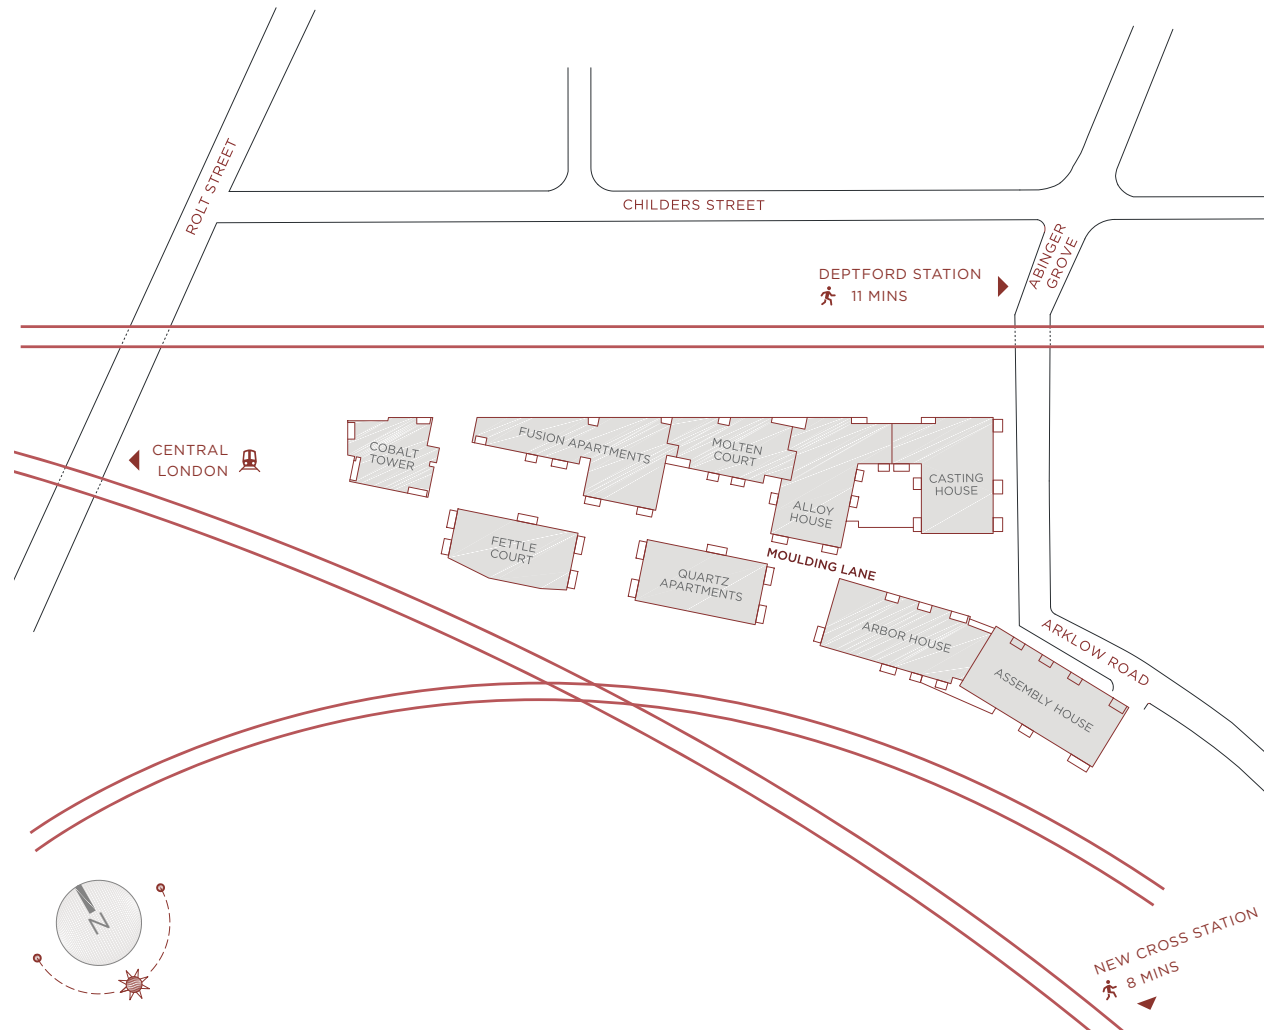 ROLT STREET
CHILDERS STREET
ABINGER
GROVE
DEPTFORD STATION
11 MINS
CENTRAL
LONDON
COBALT
TOWER
FUSION APARTMENTS
MOLTEN
COURT
CASTING
HOUSE
ALLOY
HOUSE
FETTLE
COURT
QUARTZ
APARTMENTS
MOULDING LANE
ARBOR HOUSE
ASSEMBLY HOUSE
ARKLOW ROAD
N
NEW CROSS STATION
8 MINS